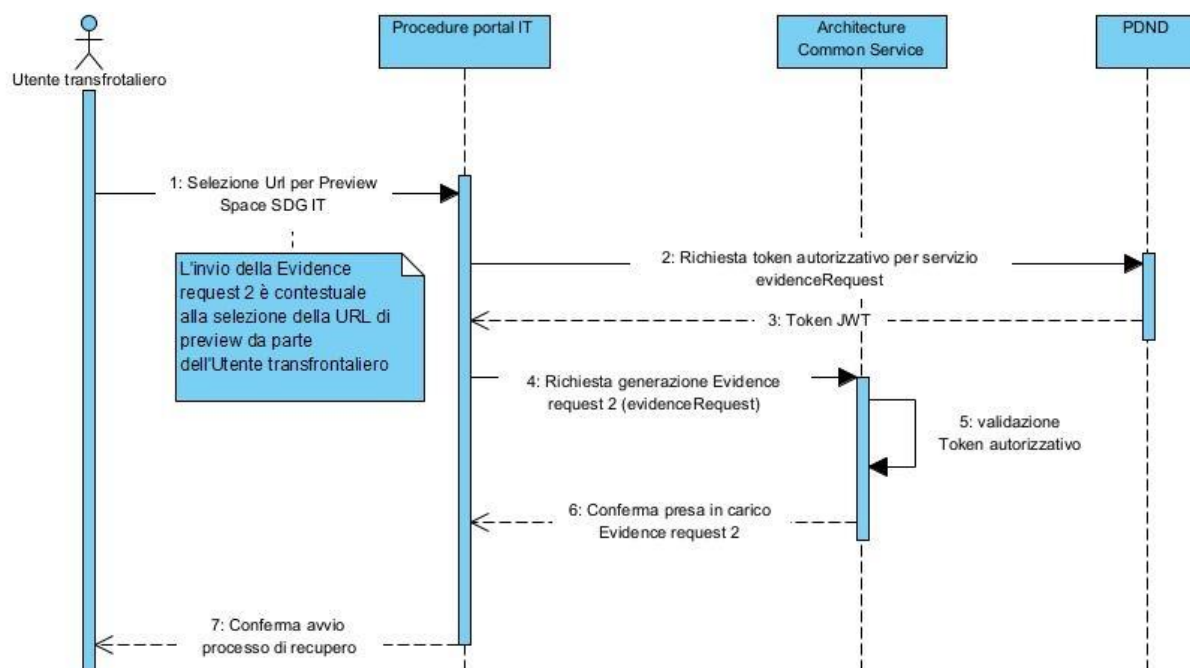 Procedure portal IT
Architecture
Common Service
PDND
Utente transfrotaliero
1: Selezione Url per Preview
Space SDG IT
L'invio della Evidence
request 2 è contestuale
alla selezione della URL di
preview da parte
dell'Utente transfrontaliero
2: Richiesta token autorizzativo per servizio
evidenceRequest
3: Token JWT
4: Richiesta generazione Evidence
request 2 (evidenceRequest)
5: validazione
Token autorizzativo
6: Conferma presa in carico
Evidence request 2
7: Conferma avvio
processo di recupero